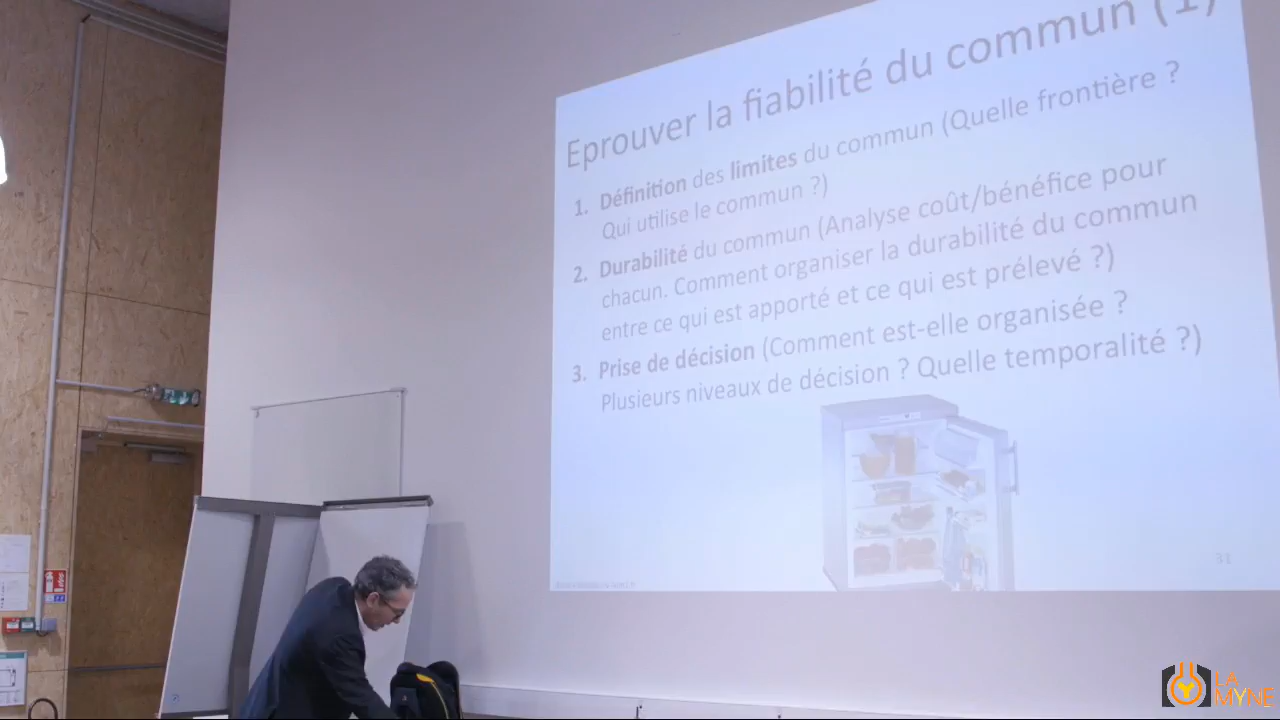 Eprouver la fiabilité du commun (1)
1. Définition des limites du commun (Quelle frontière ?
Qui utilise le commun ?)
2. Durabilité du commun (Analyse coût/bénéfice pour
chacun. Comment organiser la durabilité du commun
entre ce qui est apporté et ce qui est prélevé ?)
3. Prise de décision (Comment est-elle organisée ?
Plusieurs niveaux de décision ? Quelle temporalité ?)
31
LA
MYNE